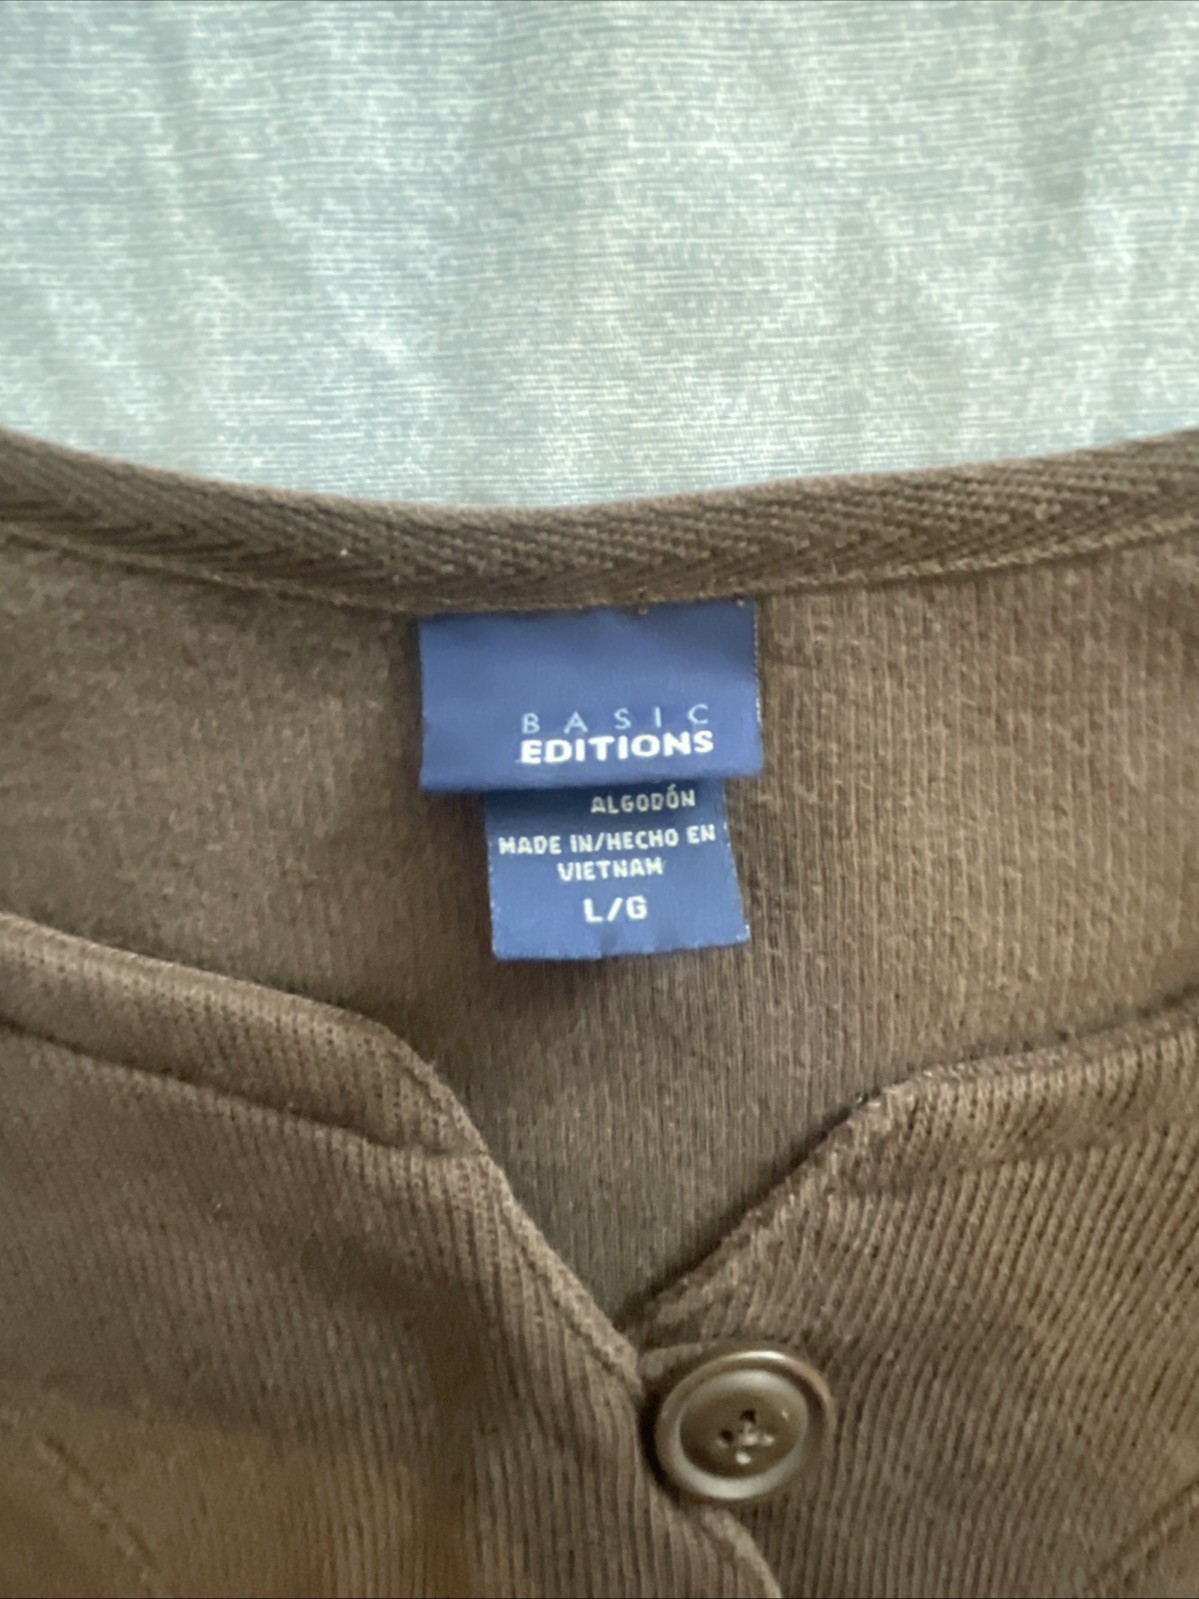 BASIC
EDITIONS
ALGODÓN
MADE IN/HECHO EN
VIETNAM
L/G